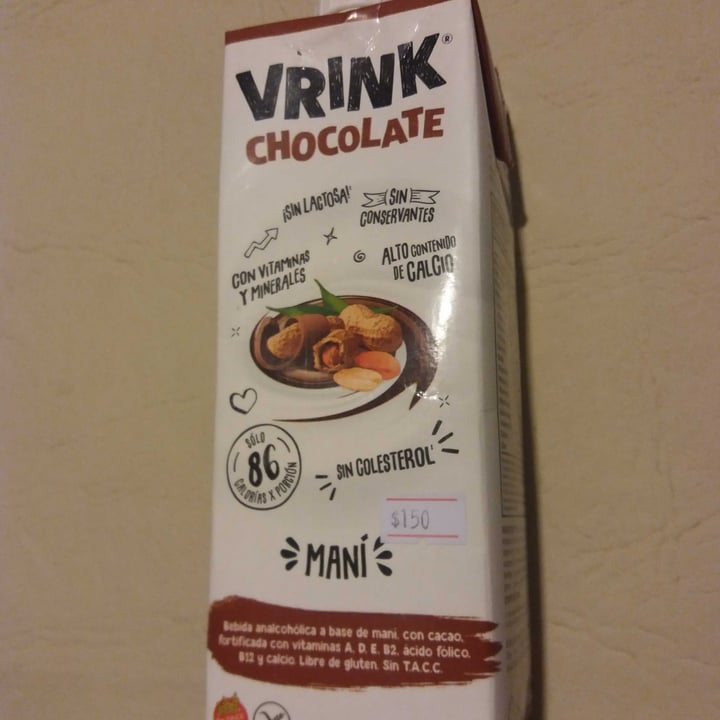 VRINK®
CHOCOLATE
¡SIN LACTOSA!
SIN
CONSERVANTES
CON VITAMINAS
Y MINERALES
ALTO CONTENIDO
DE CALCIO
SÓLO
86
CALORÍAS X PORCIÓN
SIN COLESTEROL
$150
MANÍ
Bebida analcohólica a base de maní, con cacao,
fortificada con vitaminas A, D, E, B2, ácido fólico,
B12 y calcio. Libre de gluten. Sin T.A.C.C.